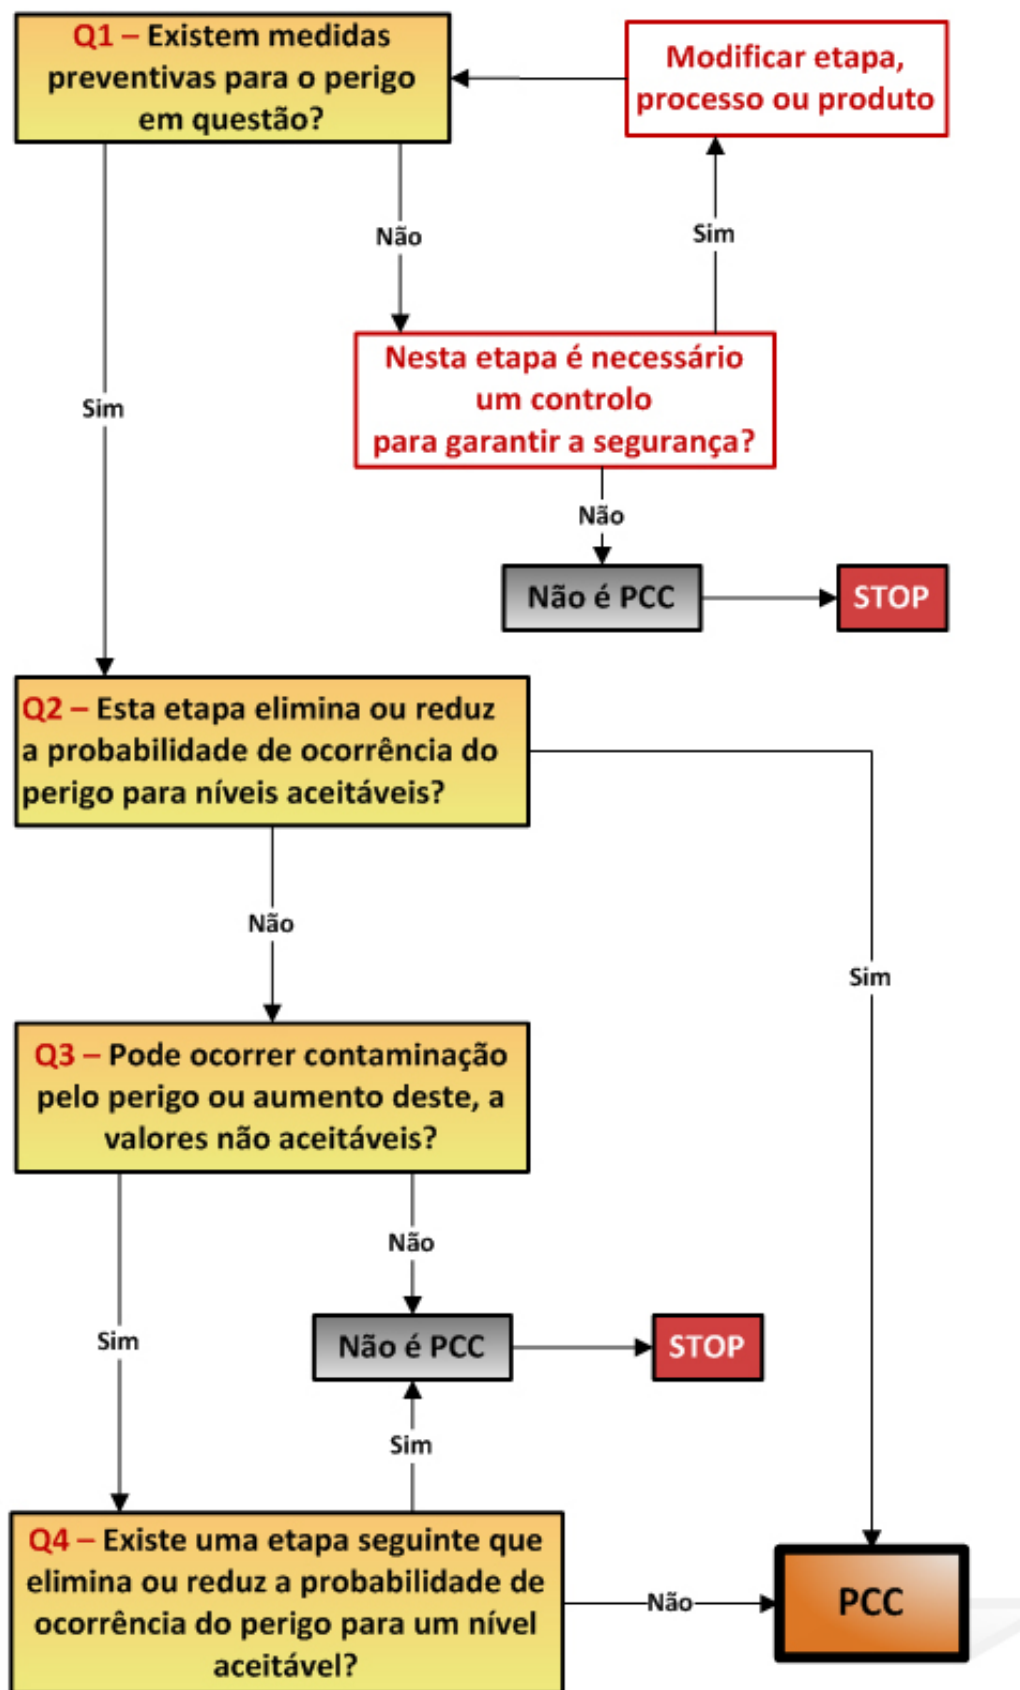 Q1 – Existem medidas
preventivas para o perigo
em questão?
Modificar etapa,
processo ou produto
Não
Sim
Nesta etapa é necessário
um controlo
para garantir a segurança?
Sim
Não
Não é PCC
STOP
Q2 – Esta etapa elimina ou reduz
a probabilidade de ocorrência do
perigo para níveis aceitáveis?
Não
Sim
Q3 – Pode ocorrer contaminação
pelo perigo ou aumento deste, a
valores não aceitáveis?
Não
Sim
Não é PCC
STOP
Sim
Q4 – Existe uma etapa seguinte que
elimina ou reduz a probabilidade de
ocorrência do perigo para um nível
aceitável?
Não
PCC